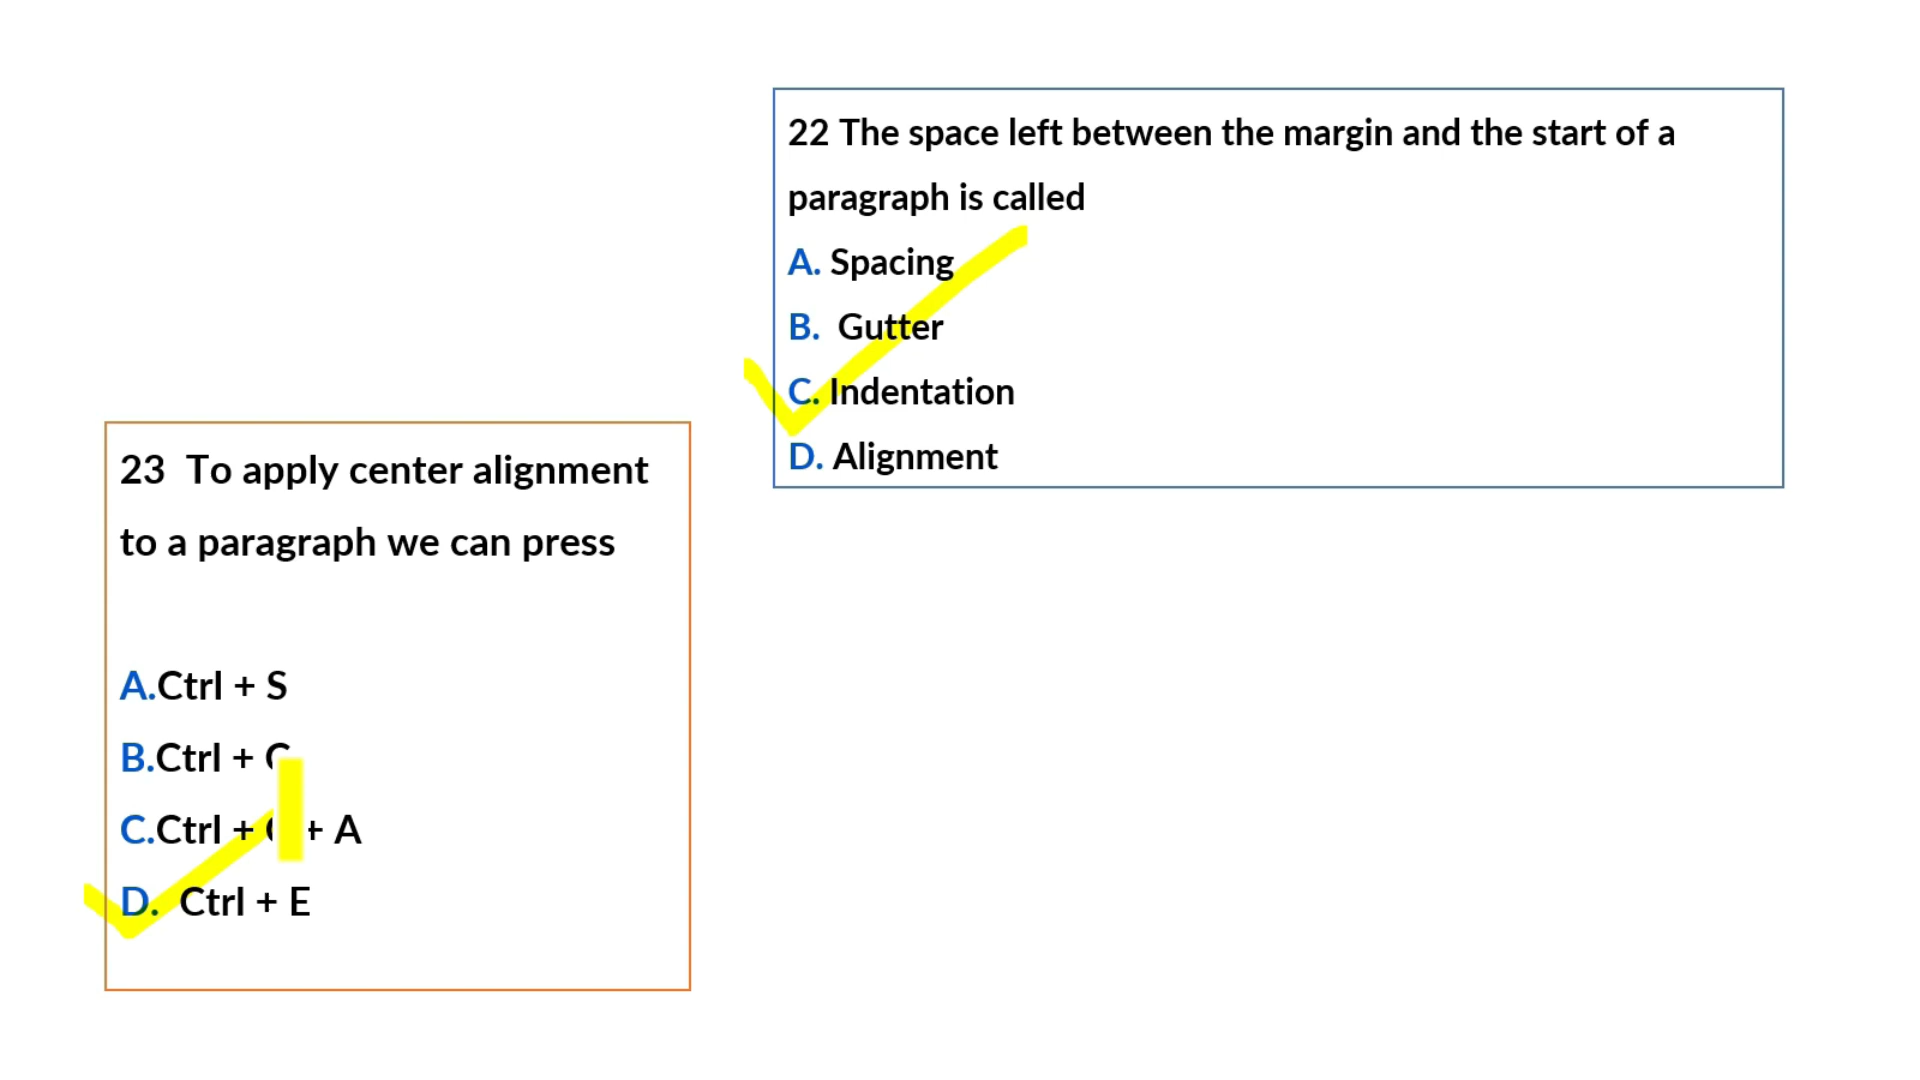 22 The space left between the margin and the start of a
paragraph is called
A. Spacing
B. Gutter
C. Indentation
D. Alignment
23 To apply center alignment
to a paragraph we can press
A.Ctrl + S
B.Ctrl + C
C.Ctrl + + A
D. Ctrl + E